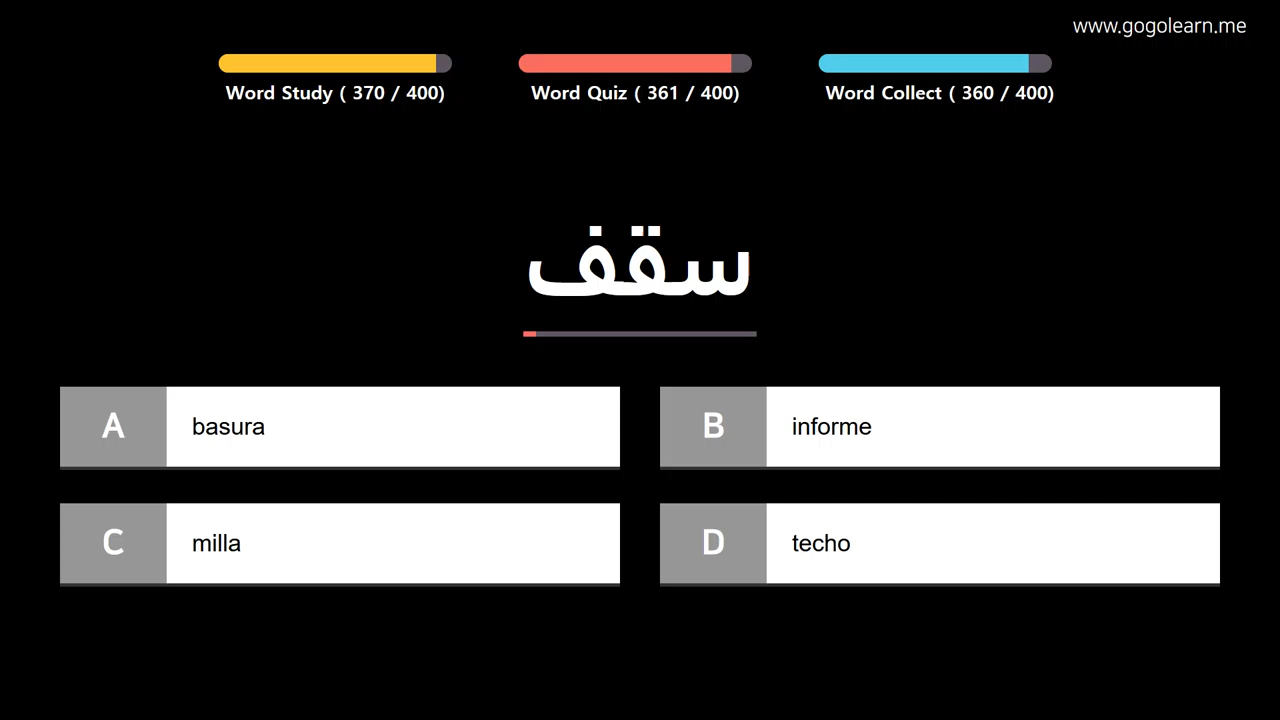 www.gogolearn.me
Word Study ( 370 / 400)
Word Quiz ( 361 / 400)
Word Collect ( 360 / 400)
سقف
A basura
B informe
C milla
D techo